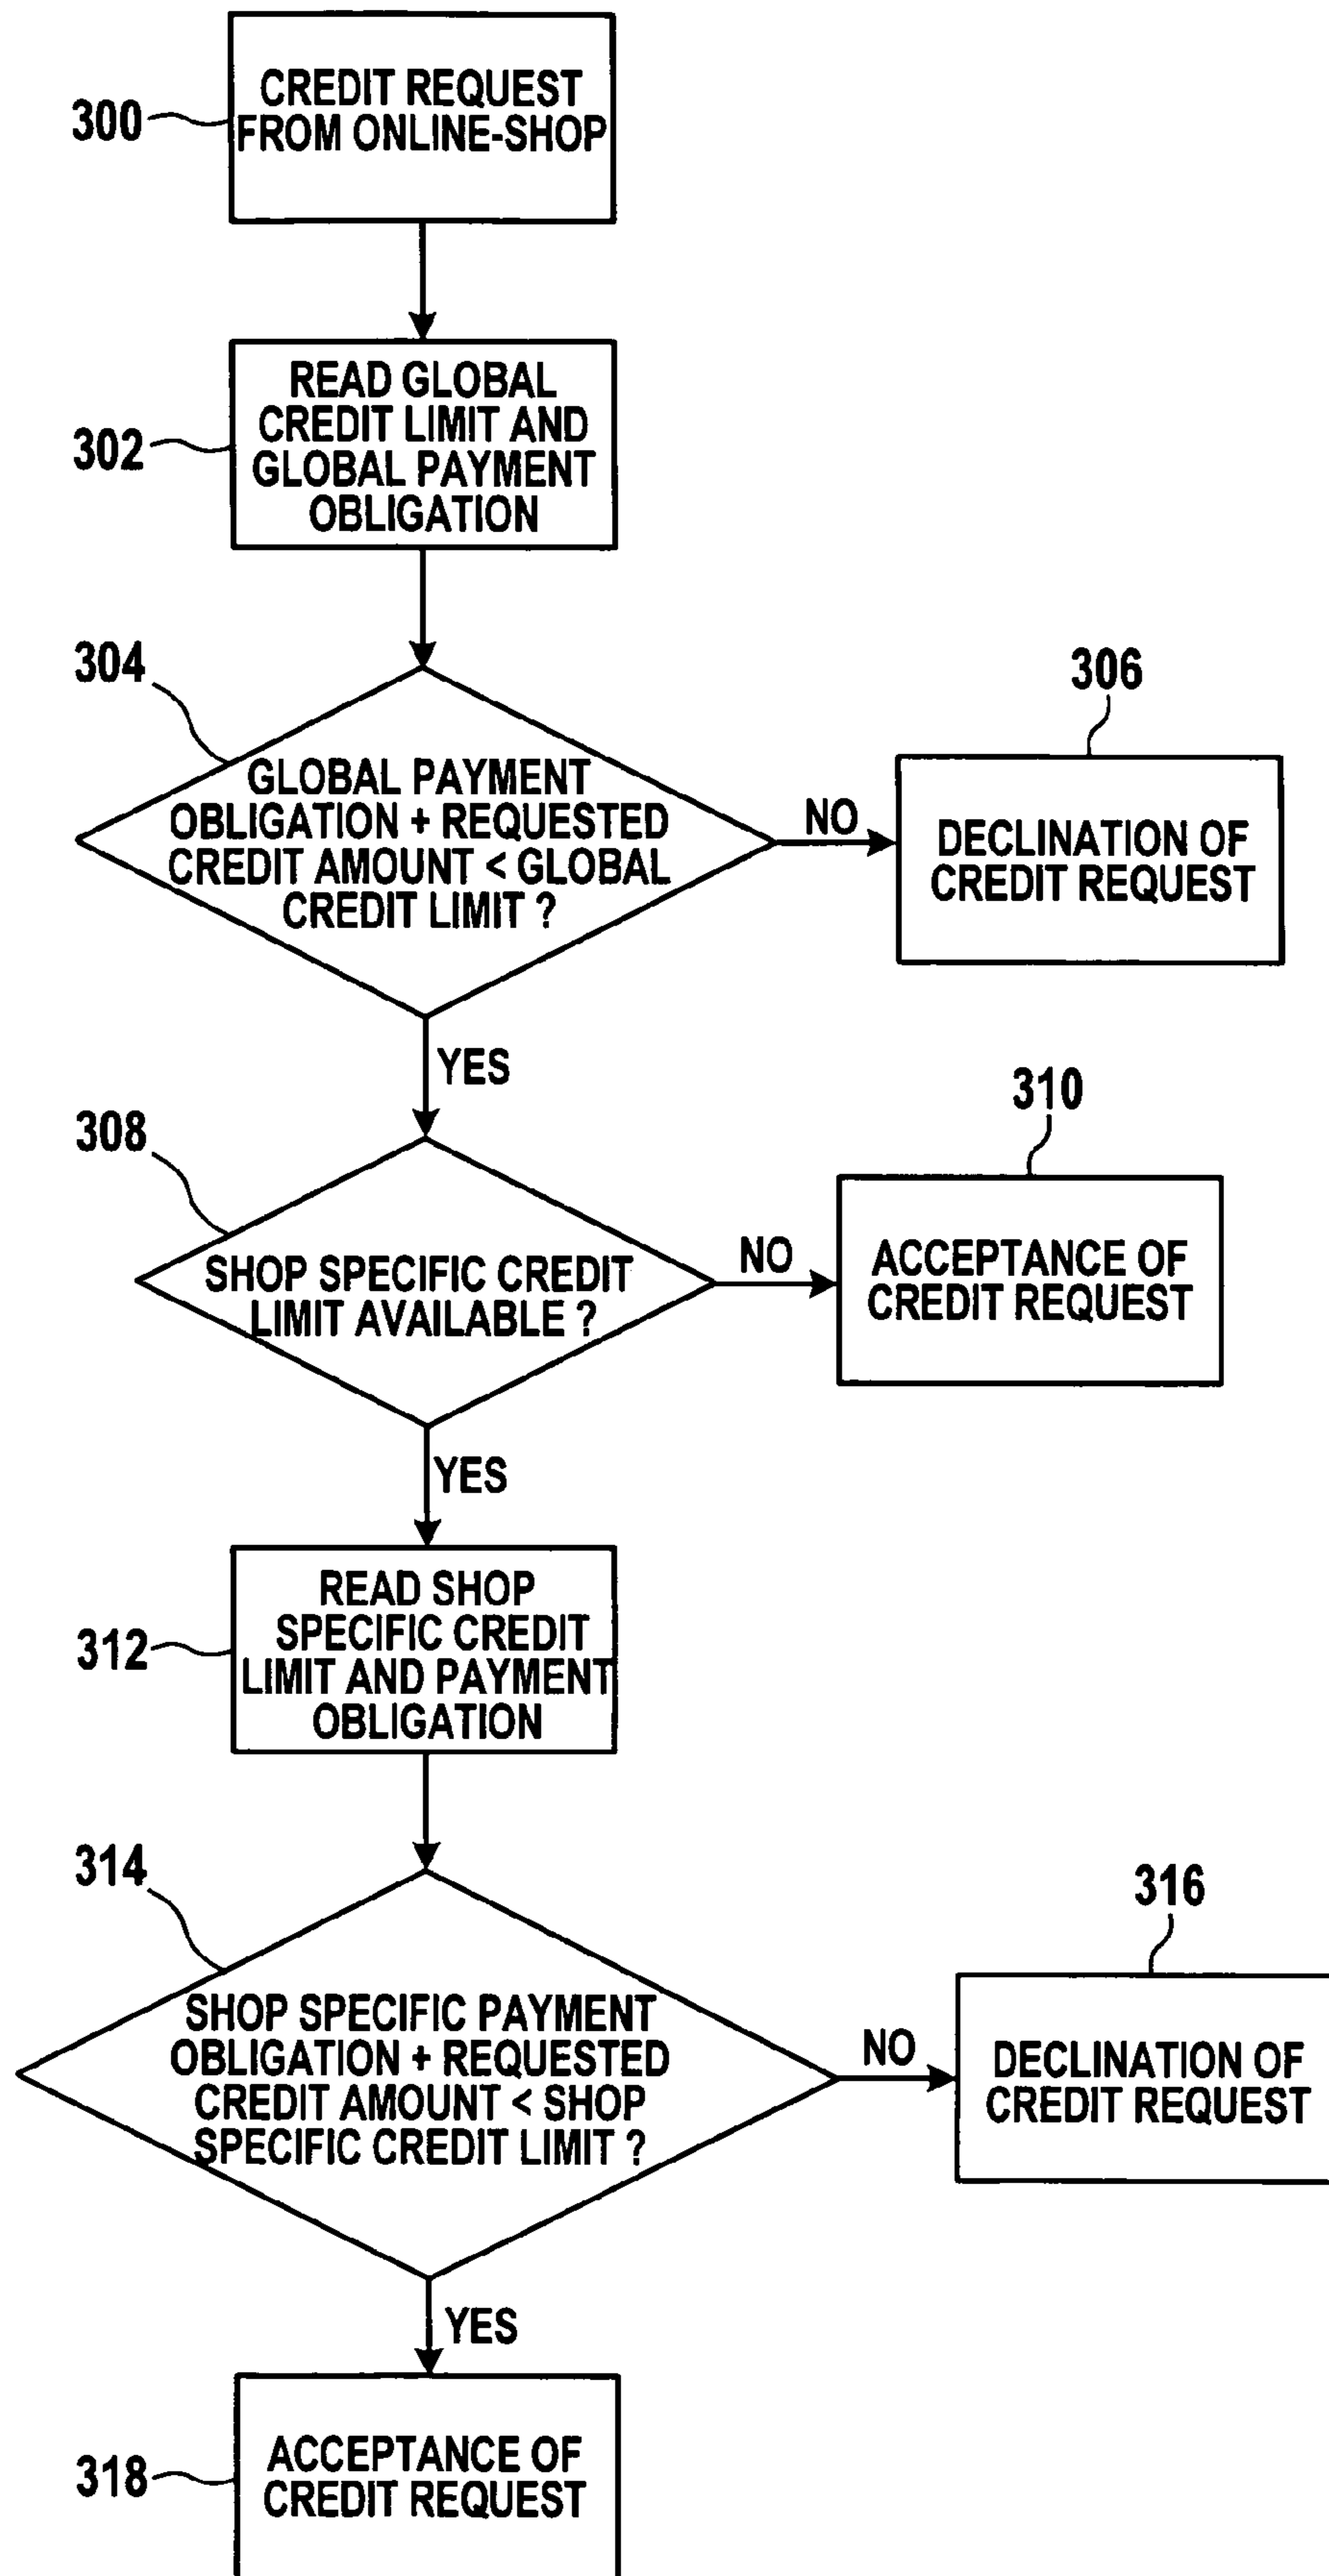 300
CREDIT REQUEST
FROM ONLINE-SHOP
302
READ GLOBAL
CREDIT LIMIT AND
GLOBAL PAYMENT
OBLIGATION
304
GLOBAL PAYMENT
OBLIGATION + REQUESTED
CREDIT AMOUNT < GLOBAL
CREDIT LIMIT ?
NO
306
DECLINATION OF
CREDIT REQUEST
YES
308
SHOP SPECIFIC CREDIT
LIMIT AVAILABLE ?
NO
310
ACCEPTANCE OF
CREDIT REQUEST
YES
312
READ SHOP
SPECIFIC CREDIT
LIMIT AND PAYMENT
OBLIGATION
314
SHOP SPECIFIC PAYMENT
OBLIGATION + REQUESTED
CREDIT AMOUNT < SHOP
SPECIFIC CREDIT LIMIT ?
NO
316
DECLINATION OF
CREDIT REQUEST
YES
318
ACCEPTANCE OF
CREDIT REQUEST